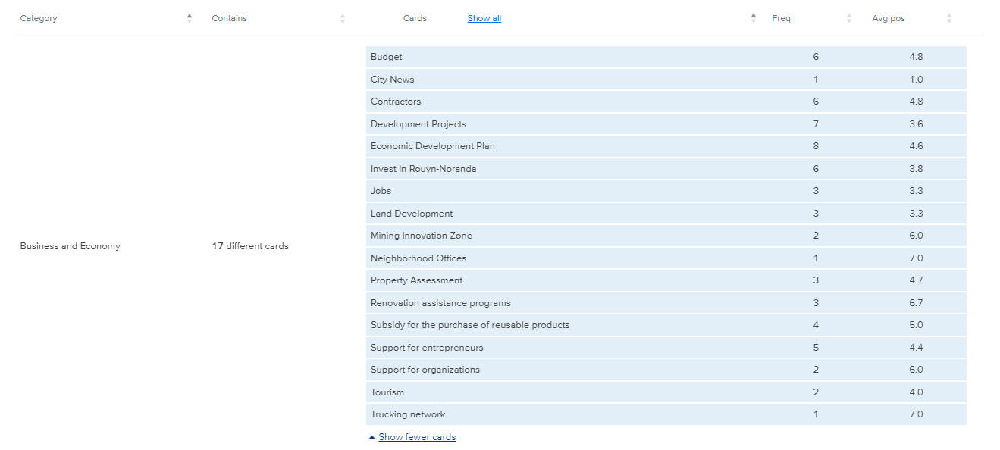 Category Contains Cards Show all Freq Avg pos
Budget 6 4.8
City News 1 1.0
Contractors 6 4.8
Development Projects 7 3.6
Economic Development Plan 8 4.6
Invest in Rouyn-Noranda 6 3.8
Jobs 3 3.3
Land Development 3 3.3
Mining Innovation Zone 2 6.0
Business and Economy 17 different cards
Neighborhood Offices 1 7.0
Property Assessment 3 4.7
Renovation assistance programs 3 6.7
Subsidy for the purchase of reusable products 4 5.0
Support for entrepreneurs 5 4.4
Support for organizations 2 6.0
Tourism 2 4.0
Trucking network 1 7.0
Show fewer cards